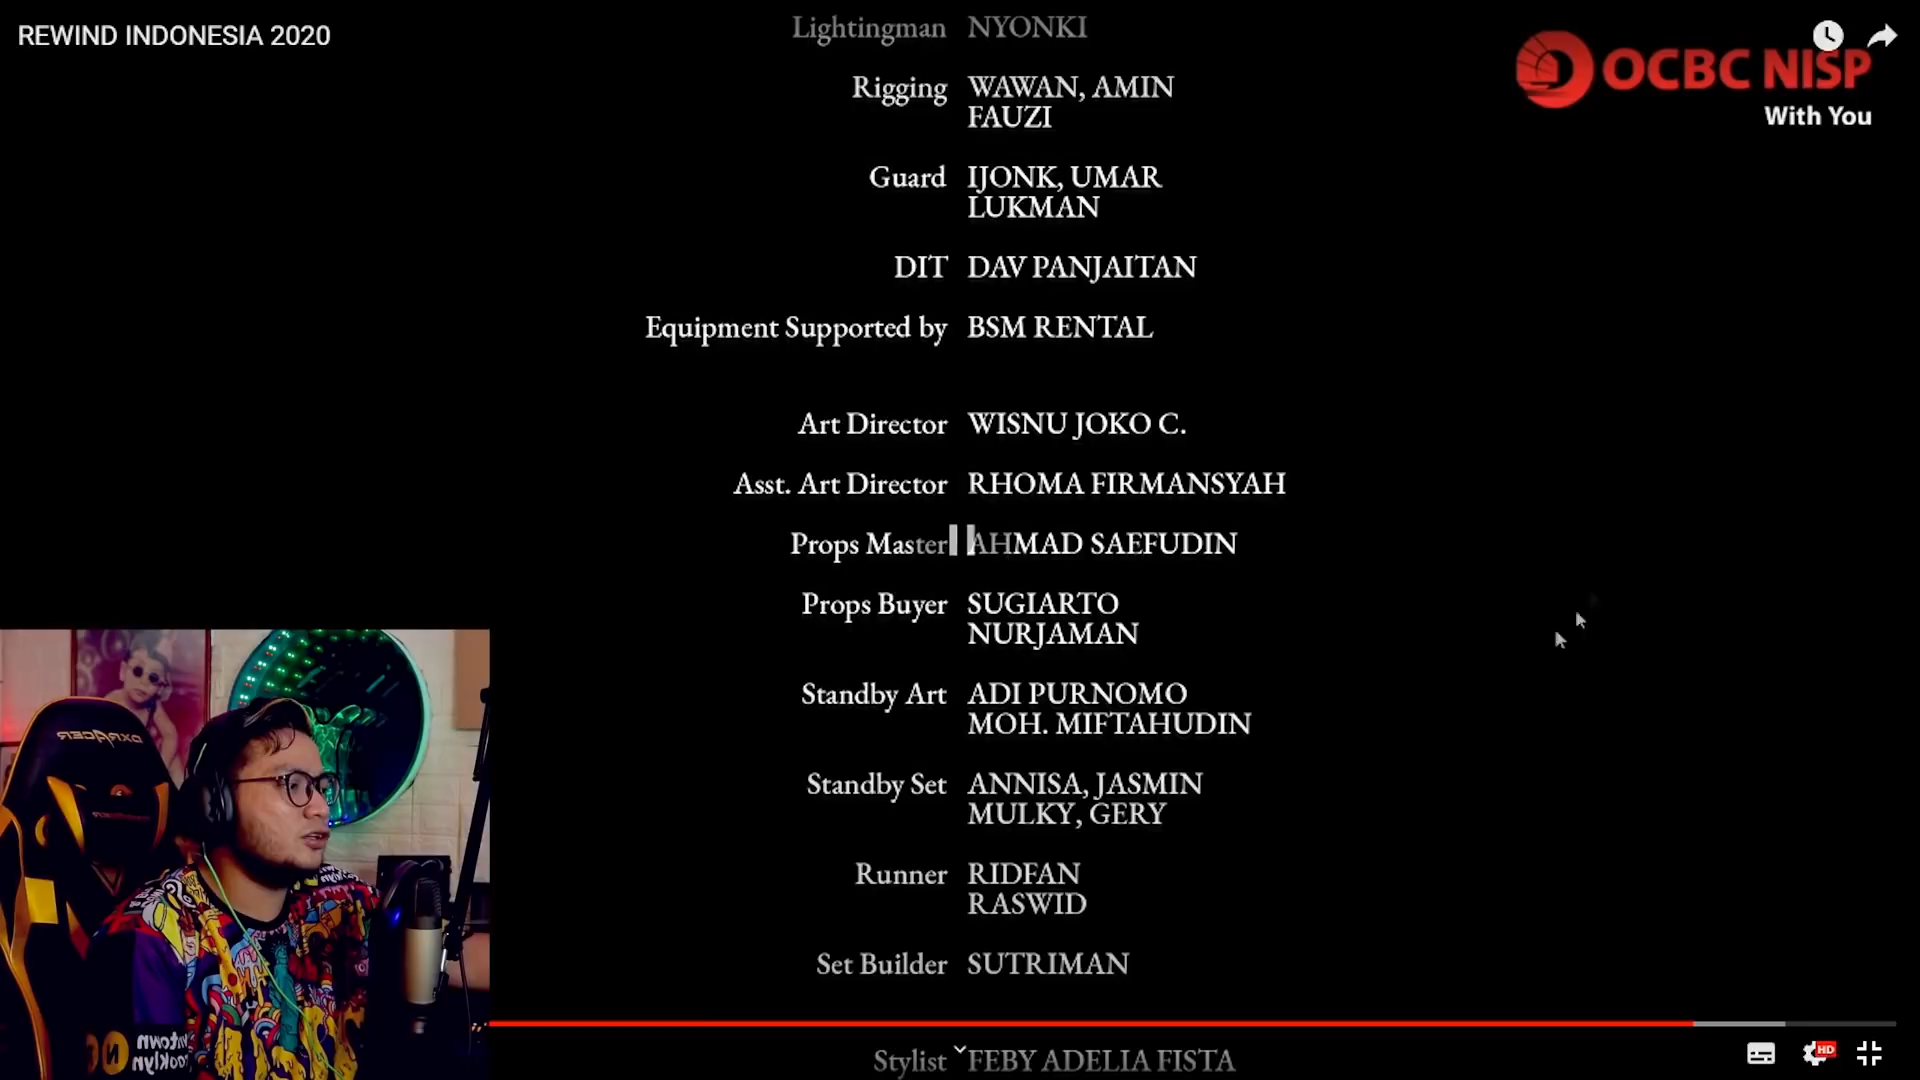 REWIND INDONESIA 2020
OCBC NISP
With You
Lightingman NYONKI
Rigging WAWAN, AMIN
FAUZI
Guard IJONK, UMAR
LUKMAN
DIT DAV PANJAITAN
Equipment Supported by BSM RENTAL
Art Director WISNU JOKO C.
Asst. Art Director RHOMA FIRMANSYAH
Props Master AHMAD SAEFUDIN
Props Buyer SUGIARTO
NURJAMAN
Standby Art ADI PURNOMO
MOH. MIFTAHUDIN
Standby Set ANNISA, JASMIN
MULKY, GERY
Runner RIDFAN
RASWID
Set Builder SUTRIMAN
Stylist FEBY ADELIA FISTA
DXRACER
HD